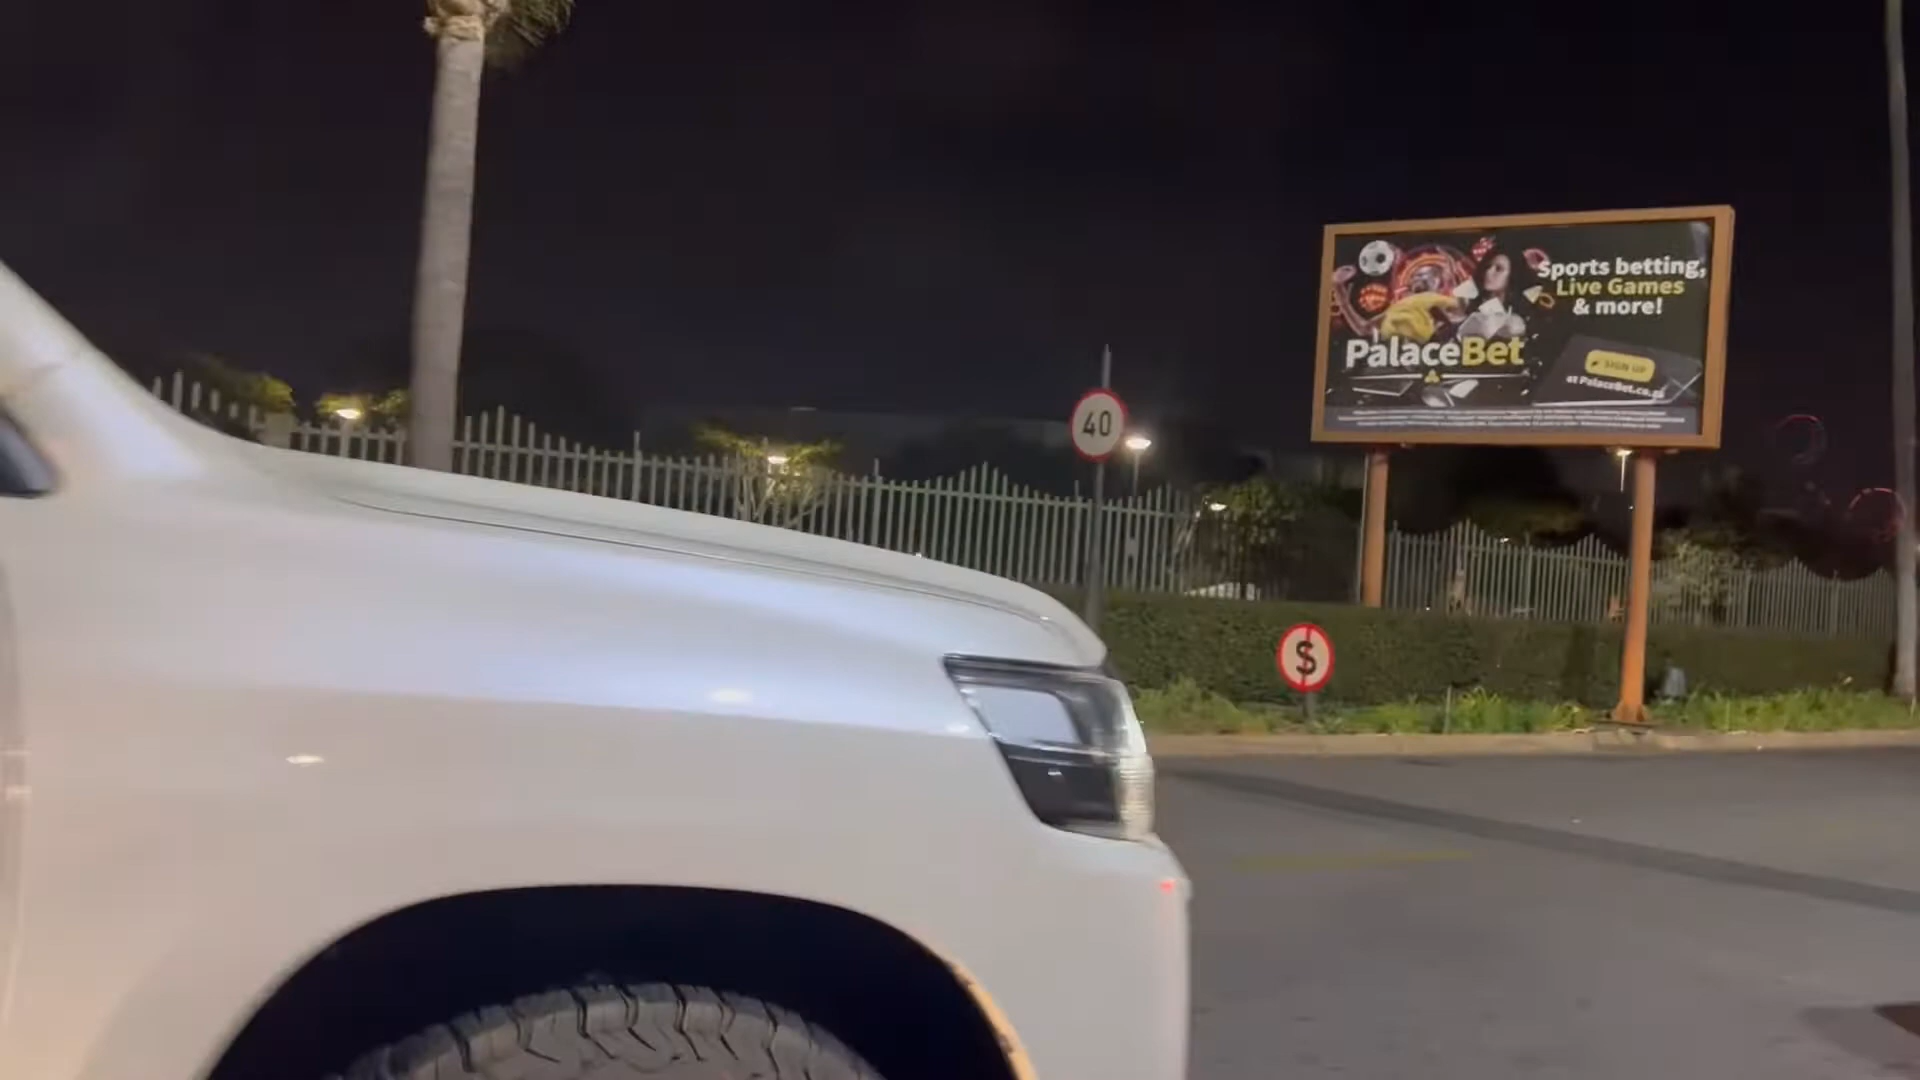 Sports betting,
Live Games
& more!
PalaceBet
SIGN UP
at PalaceBet.co.za
40
$